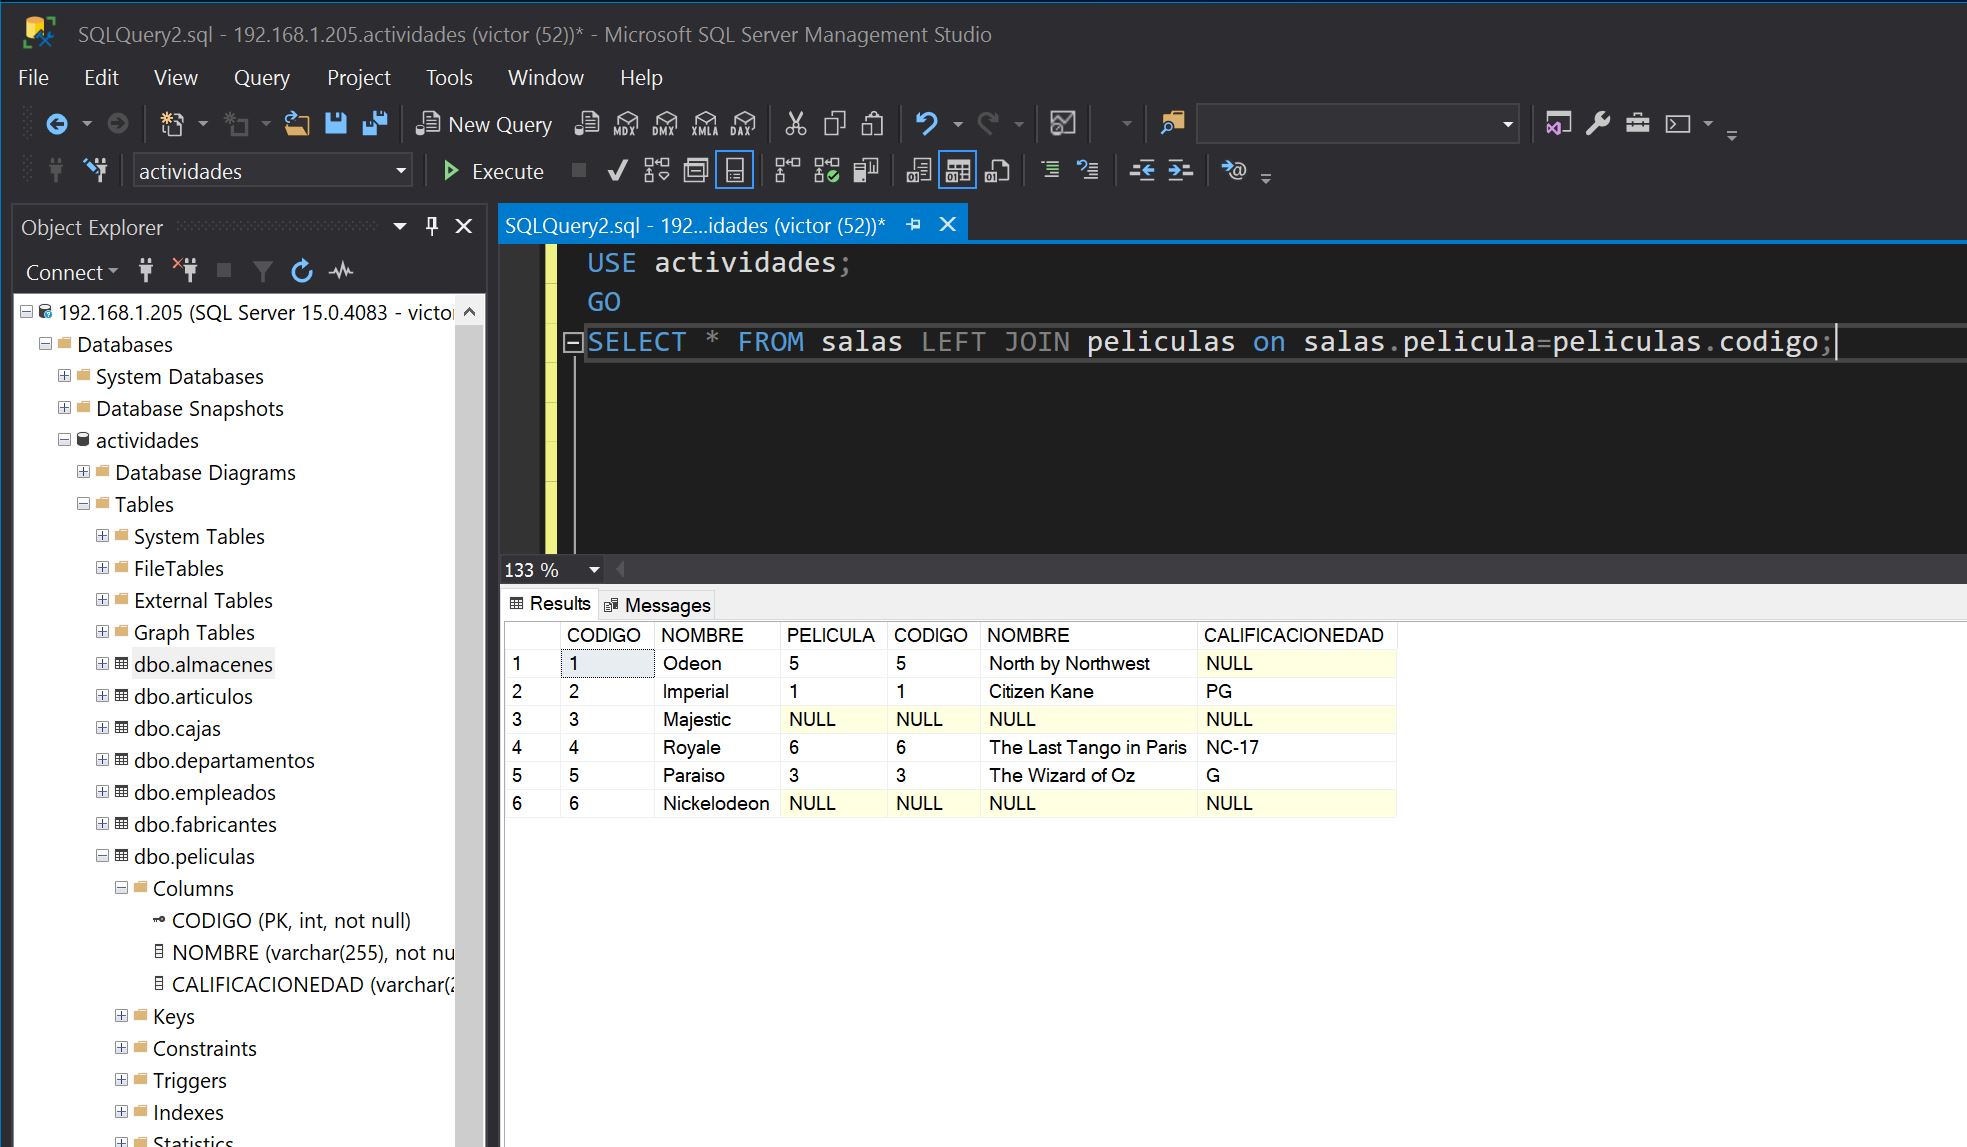 SQLQuery2.sql - 192.168.1.205.actividades (victor (52))* - Microsoft SQL Server Management Studio
File Edit View Query Project Tools Window Help
New Query MDX DMX XMLA DAX
actividades Execute
Object Explorer
Connect
192.168.1.205 (SQL Server 15.0.4083 - victor
Databases
System Databases
Database Snapshots
actividades
Database Diagrams
Tables
System Tables
FileTables
External Tables
Graph Tables
dbo.almacenes
dbo.articulos
dbo.cajas
dbo.departamentos
dbo.empleados
dbo.fabricantes
dbo.peliculas
Columns
CODIGO (PK, int, not null)
NOMBRE (varchar(255), not nu
CALIFICACIONEDAD (varchar(2
Keys
Constraints
Triggers
Indexes
Statistics
SQLQuery2.sql - 192...idades (victor (52))*
USE actividades;
GO
SELECT * FROM salas LEFT JOIN peliculas on salas.pelicula=peliculas.codigo;
133 %
Results Messages
CODIGO NOMBRE PELICULA CODIGO NOMBRE CALIFICACIONEDAD
1 1 Odeon 5 5 North by Northwest NULL
2 2 Imperial 1 1 Citizen Kane PG
3 3 Majestic NULL NULL NULL NULL
4 4 Royale 6 6 The Last Tango in Paris NC-17
5 5 Paraiso 3 3 The Wizard of Oz G
6 6 Nickelodeon NULL NULL NULL NULL